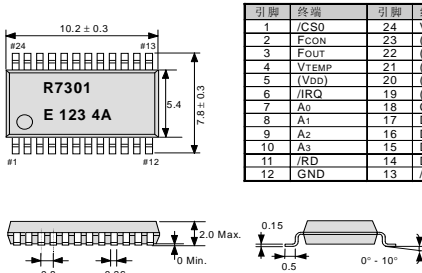 10.2 ± 0.3
#24 #13
R7301
E 123 4A
5.4
7.8 ± 0.3
#1 #12
引脚 终端 引脚
1 /CS0 24
2 FCON 23
3 FOUT 22
4 VTEMP 21
5 (VDD) 20
6 /IRQ 19
7 A0 18
8 A1 17
9 A2 16
10 A3 15
11 /RD 14
12 GND 13
2.0 Max.
0 Min.
0.15
0.5
0° - 10°